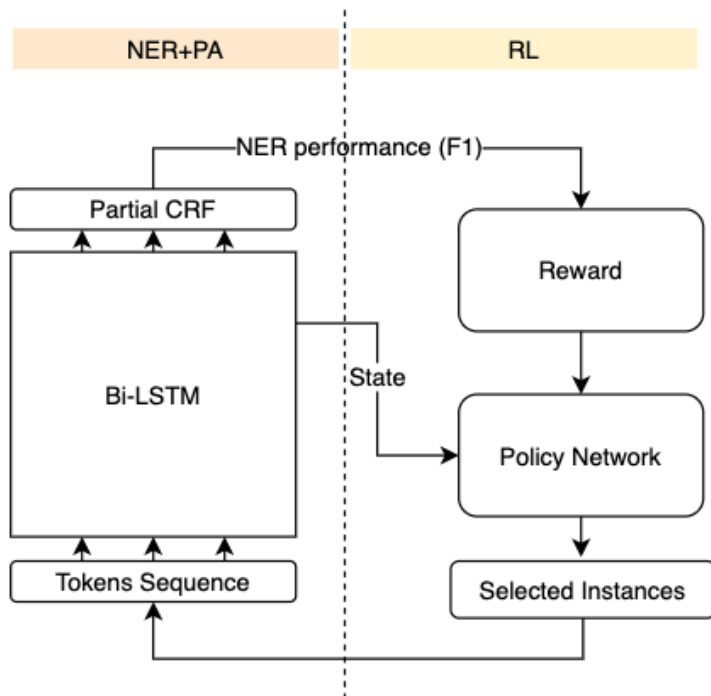 NER+PA
RL
NER performance (F1)
Partial CRF
Reward
Bi-LSTM
State
Policy Network
Tokens Sequence
Selected Instances